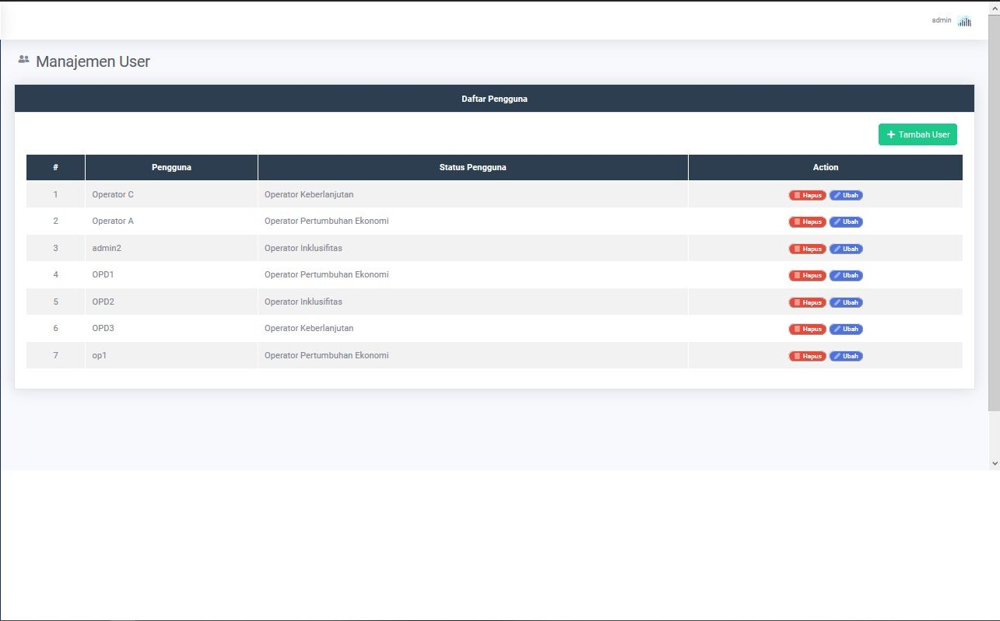 admin
Manajemen User
Daftar Pengguna
Tambah User
# Pengguna Status Pengguna Action
1 Operator C Operator Keberlanjutan Hapus Ubah
2 Operator A Operator Pertumbuhan Ekonomi Hapus Ubah
3 admin2 Operator Inklusifitas Hapus Ubah
4 OPD1 Operator Pertumbuhan Ekonomi Hapus Ubah
5 OPD2 Operator Inklusifitas Hapus Ubah
6 OPD3 Operator Keberlanjutan Hapus Ubah
7 op1 Operator Pertumbuhan Ekonomi Hapus Ubah